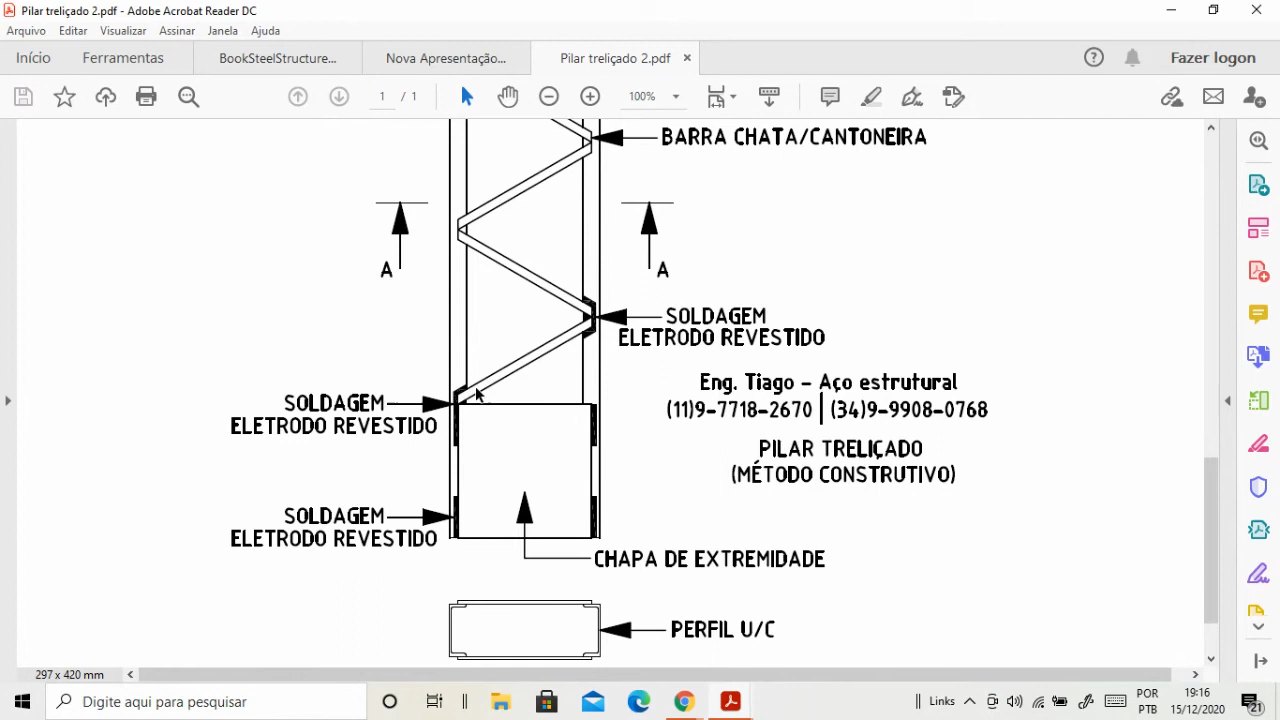 Pilar treliçado 2.pdf - Adobe Acrobat Reader DC
Arquivo Editar Visualizar Assinar Janela Ajuda
Início Ferramentas BookSteelStructure... Nova Apresentação... Pilar treliçado 2.pdf Fazer logon
1 / 1 100%
BARRA CHATA/CANTONEIRA
A A
SOLDAGEM
ELETRODO REVESTIDO
Eng. Tiago - Aço estrutural
(11)9-7718-2670 | (34)9-9908-0768
SOLDAGEM
ELETRODO REVESTIDO
PILAR TRELIÇADO
(MÉTODO CONSTRUTIVO)
SOLDAGEM
ELETRODO REVESTIDO
CHAPA DE EXTREMIDADE
PERFIL U/C
297 x 420 mm
Digite aqui para pesquisar
Links
POR
PTB
19:16
15/12/2020
21